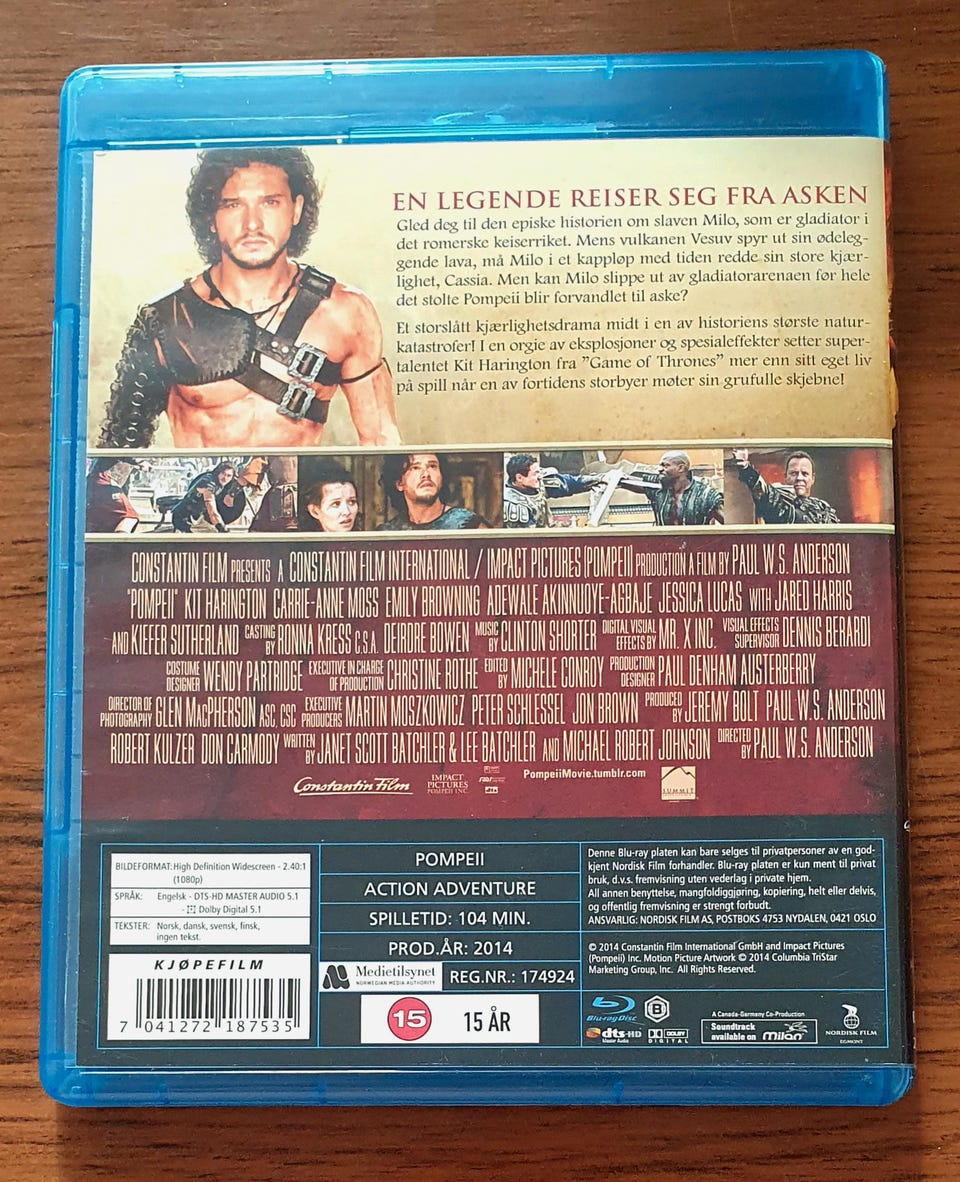 EN LEGENDE REISER SEG FRA ASKEN
Gled deg til den episke historien om slaven Milo, som er gladiator i
det romerske keiserriket. Mens vulkanen Vesuv spyr ut sin ødeleg-
gende lava, må Milo i et kappløp med tiden redde sin store kjær-
lighet, Cassia. Men kan Milo slippe ut av gladiatorarenaen før hele
det stolte Pompeii blir forvandlet til aske?
Et storslått kjærlighetsdrama midt i en av historiens største natur-
katastrofer! I en orgie av eksplosjoner og spesialeffekter setter super-
talentet Kit Harington fra ”Game of Thrones” mer enn sitt eget liv
på spill når en av fortidens storbyer møter sin grufulle skjebne!
CONSTANTIN FILM PRESENTS A CONSTANTIN FILM INTERNATIONAL / IMPACT PICTURES (POMPEII) PRODUCTION A FILM BY PAUL W.S. ANDERSON
"POMPEII" KIT HARINGTON CARRIE-ANNE MOSS EMILY BROWNING ADEWALE AKINNUOYE-AGBAJE JESSICA LUCAS WITH JARED HARRIS
AND KIEFER SUTHERLAND CASTING BY RONNA KRESS C.S.A. DEIRDRE BOWEN MUSIC BY CLINTON SHORTER DIGITAL VISUAL EFFECTS BY MR. X INC. VISUAL EFFECTS SUPERVISOR DENNIS BERARDI
COSTUME DESIGNER WENDY PARTRIDGE EXECUTIVE IN CHARGE OF PRODUCTION CHRISTINE ROTHE EDITED BY MICHELE CONROY PRODUCTION DESIGNER PAUL DENHAM AUSTERBERRY
DIRECTOR OF PHOTOGRAPHY GLEN MACPHERSON ASC, CSC EXECUTIVE PRODUCERS MARTIN MOSZKOWICZ PETER SCHLESSEL JON BROWN PRODUCED BY JEREMY BOLT PAUL W.S. ANDERSON
ROBERT KULZER DON CARMODY WRITTEN BY JANET SCOTT BATCHLER & LEE BATCHLER AND MICHAEL ROBERT JOHNSON DIRECTED BY PAUL W.S. ANDERSON
Constantin Film IMPACT PICTURES POMPEII INC. dts PompeiiMovie.tumblr.com SUMMIT
BILDEFORMAT: High Definition Widescreen - 2.40:1
(1080p)
SPRÅK: Engelsk - DTS-HD MASTER AUDIO 5.1
- Dolby Digital 5.1
TEKSTER: Norsk, dansk, svensk, finsk,
ingen tekst.
KJØPEFILM
7 041272 187535
POMPEII
ACTION ADVENTURE
SPILLETID: 104 MIN.
PROD.ÅR: 2014
Medietilsynet
NORWEGIAN MEDIA AUTHORITY
REG.NR.: 174924
15 15 ÅR
Denne Blu-ray platen kan bare selges til privatpersoner av en god-
kjent Nordisk Film forhandler. Blu-ray platen er kun ment til privat
bruk, d.v.s. fremvisning uten vederlag i private hjem.
All annen benyttelse, mangfoldiggjøring, kopiering, helt eller delvis,
og offentlig fremvisning er strengt forbudt.
ANSVARLIG: NORDISK FILM AS, POSTBOKS 4753 NYDALEN, 0421 OSLO
© 2014 Constantin Film International GmbH and Impact Pictures
(Pompeii) Inc. Motion Picture Artwork © 2014 Columbia TriStar
Marketing Group, Inc. All Rights Reserved.
Blu-ray Disc B
dts-HD Master Audio DOLBY DIGITAL
A Canada-Germany Co-Production
Soundtrack
available on milan
NORDISK FILM
EGMONT